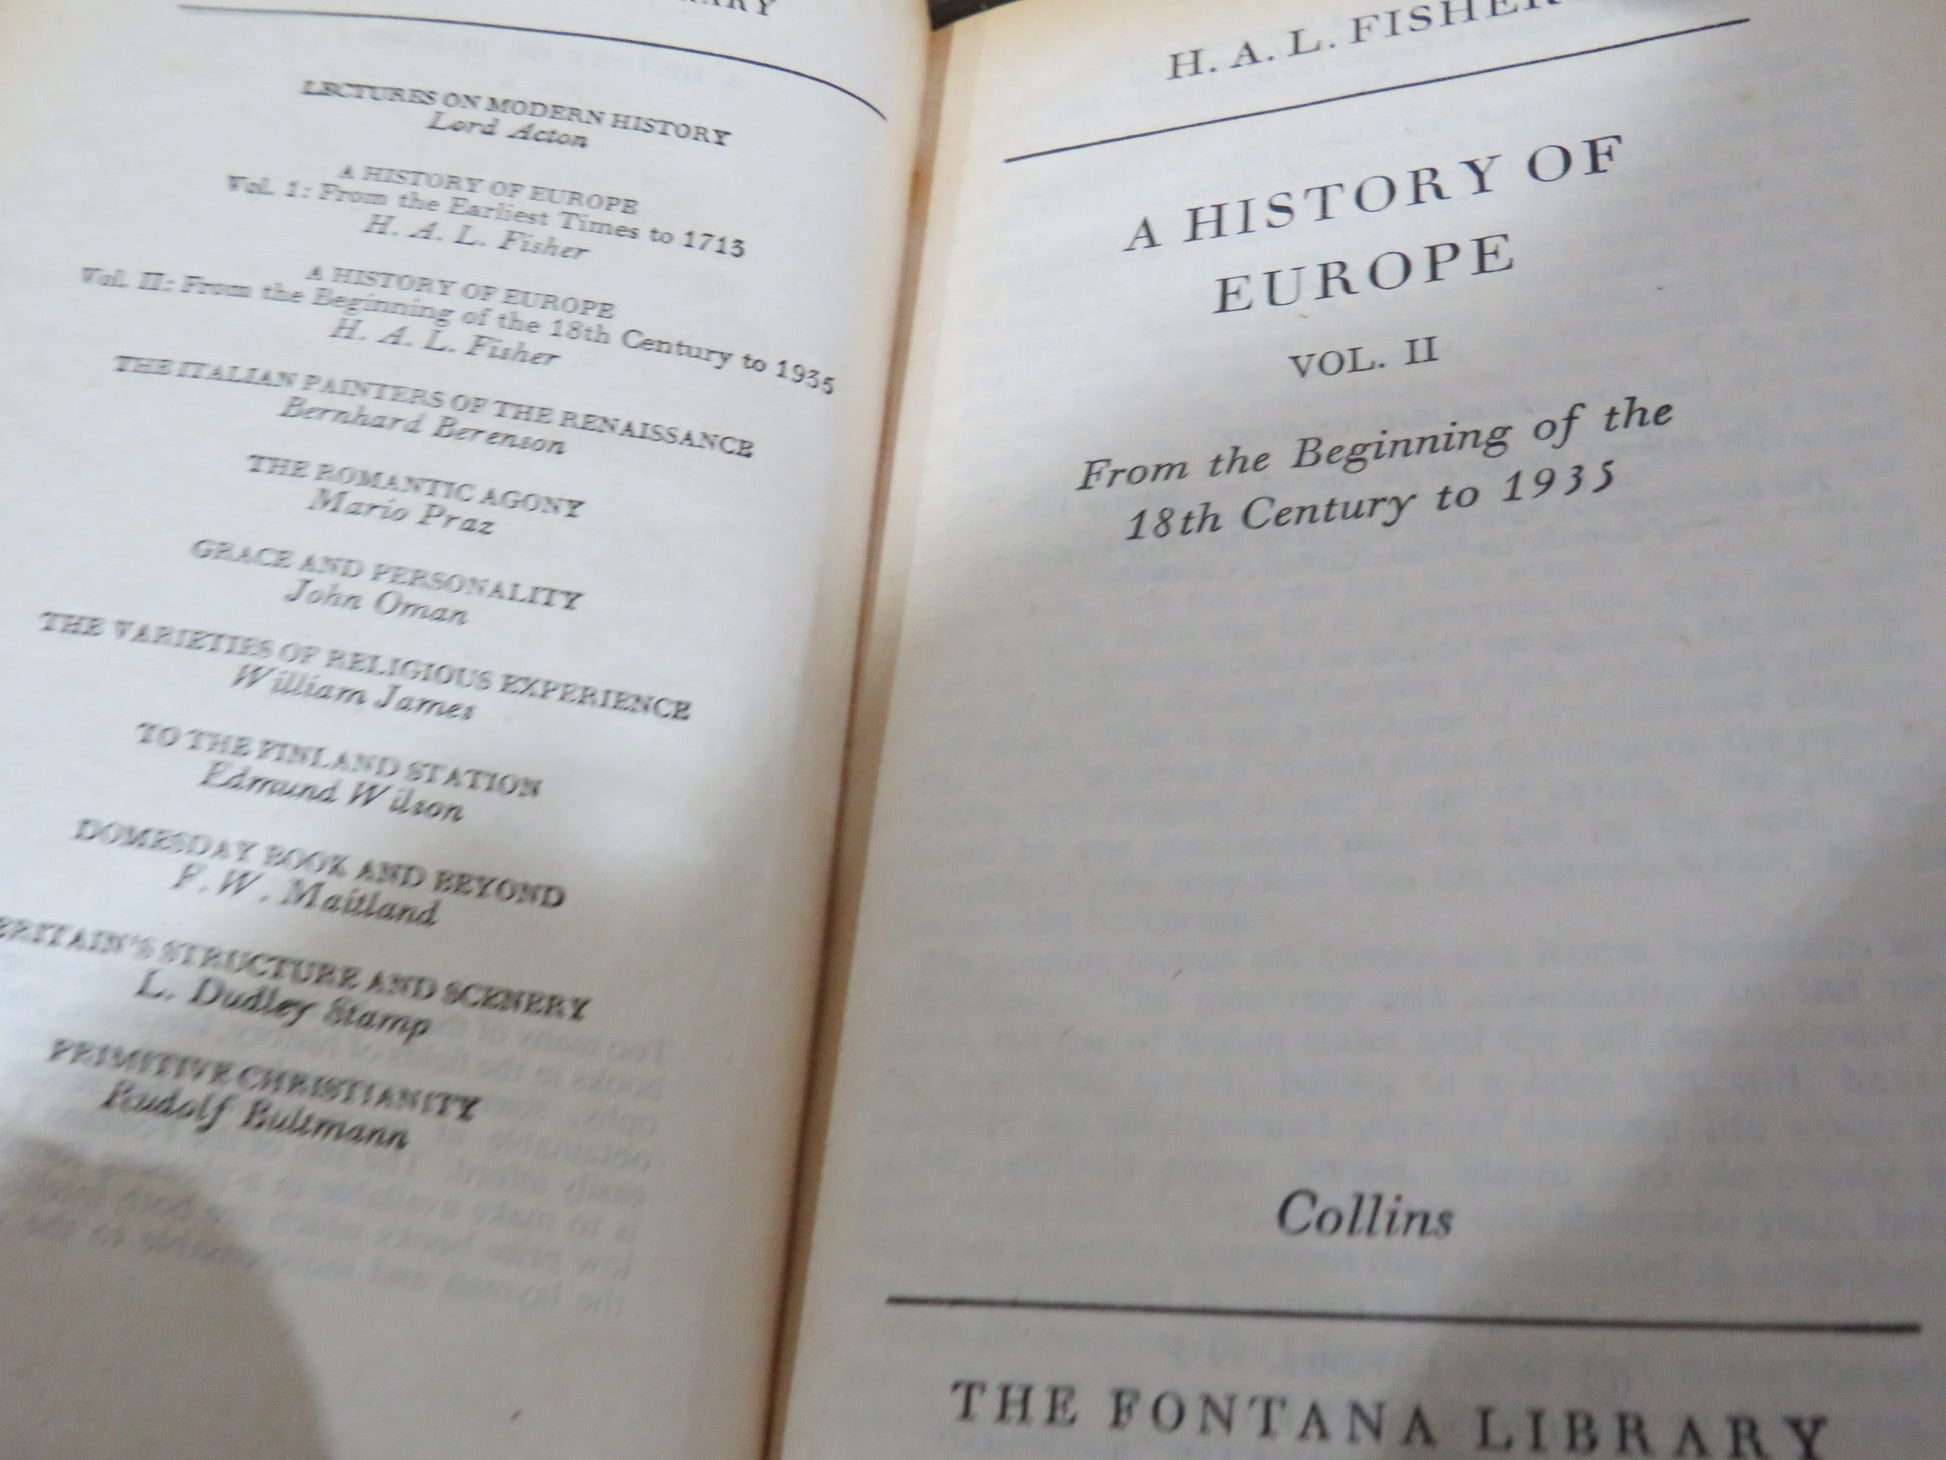 LECTURES ON MODERN HISTORY
Lord Acton
A HISTORY OF EUROPE
Vol. I: From the Earliest Times to 1713
H. A. L. Fisher
A HISTORY OF EUROPE
Vol. II: From the Beginning of the 18th Century to 1935
H. A. L. Fisher
THE ITALIAN PAINTERS OF THE RENAISSANCE
Bernhard Berenson
THE ROMANTIC AGONY
Mario Praz
GRACE AND PERSONALITY
John Oman
THE VARIETIES OF RELIGIOUS EXPERIENCE
William James
TO THE FINLAND STATION
Edmund Wilson
DOMESDAY BOOK AND BEYOND
F. W. Maitland
BRITAIN'S STRUCTURE AND SCENERY
L. Dudley Stamp
PRIMITIVE CHRISTIANITY
Rudolf Bultmann
H. A. L. FISHER
A HISTORY OF
EUROPE
VOL. II
From the Beginning of the
18th Century to 1935
Collins
THE FONTANA LIBRARY